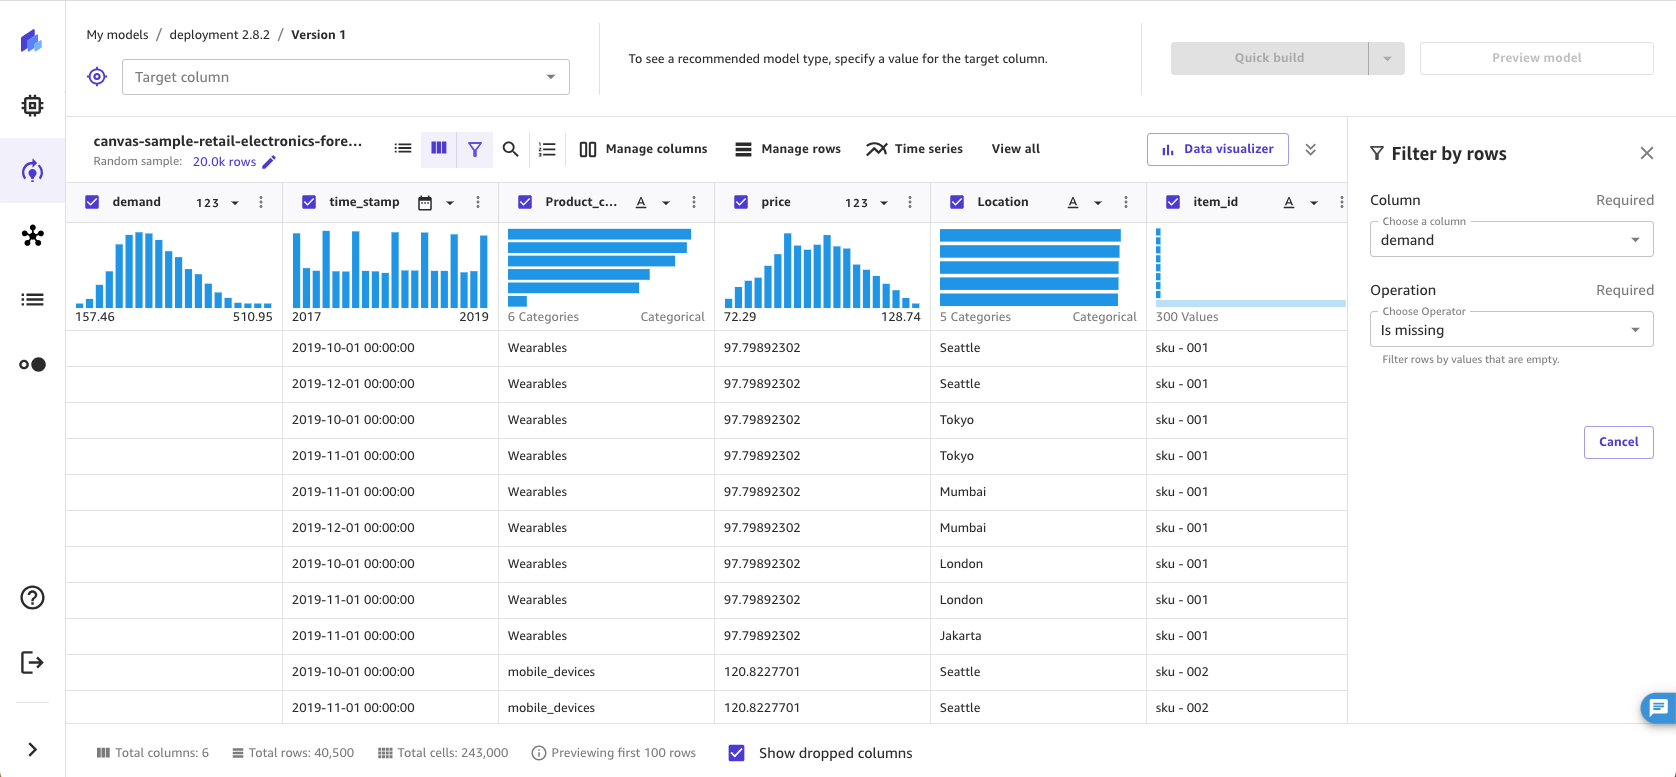 My models / deployment 2.8.2 / Version 1
Target column
To see a recommended model type, specify a value for the target column.
Quick build
Preview model
canvas-sample-retail-electronics-fore...
Random sample: 20.0k rows
Manage columns
Manage rows
Time series
View all
Data visualizer
demand 123
time_stamp
Product_c... A
price 123
Location A
item_id A
157.46 510.95
2017 2019
6 Categories Categorical
72.29 128.74
5 Categories Categorical
300 Values
2019-10-01 00:00:00 Wearables 97.79892302 Seattle sku - 001
2019-12-01 00:00:00 Wearables 97.79892302 Seattle sku - 001
2019-10-01 00:00:00 Wearables 97.79892302 Tokyo sku - 001
2019-11-01 00:00:00 Wearables 97.79892302 Tokyo sku - 001
2019-11-01 00:00:00 Wearables 97.79892302 Mumbai sku - 001
2019-12-01 00:00:00 Wearables 97.79892302 Mumbai sku - 001
2019-10-01 00:00:00 Wearables 97.79892302 London sku - 001
2019-11-01 00:00:00 Wearables 97.79892302 London sku - 001
2019-11-01 00:00:00 Wearables 97.79892302 Jakarta sku - 001
2019-10-01 00:00:00 mobile_devices 120.8227701 Seattle sku - 002
2019-11-01 00:00:00 mobile_devices 120.8227701 Seattle sku - 002
Filter by rows
Column Required
Choose a column
demand
Operation Required
Choose Operator
Is missing
Filter rows by values that are empty.
Cancel
Total columns: 6
Total rows: 40,500
Total cells: 243,000
Previewing first 100 rows
Show dropped columns